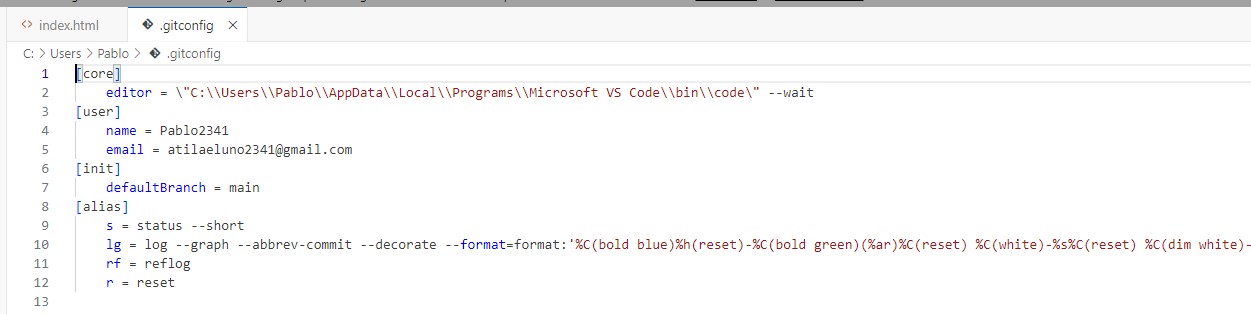 index.html .gitconfig
C: > Users > Pablo > .gitconfig
1 [core]
2 editor = \"C:\\Users\\Pablo\\AppData\\Local\\Programs\\Microsoft VS Code\\bin\\code\" --wait
3 [user]
4 name = Pablo2341
5 email = atilaeluno2341@gmail.com
6 [init]
7 defaultBranch = main
8 [alias]
9 s = status --short
10 lg = log --graph --abbrev-commit --decorate --format=format:'%C(bold blue)%h(reset)-%C(bold green)(%ar)%C(reset) %C(white)-%s%C(reset) %C(dim white)-
11 rf = reflog
12 r = reset
13